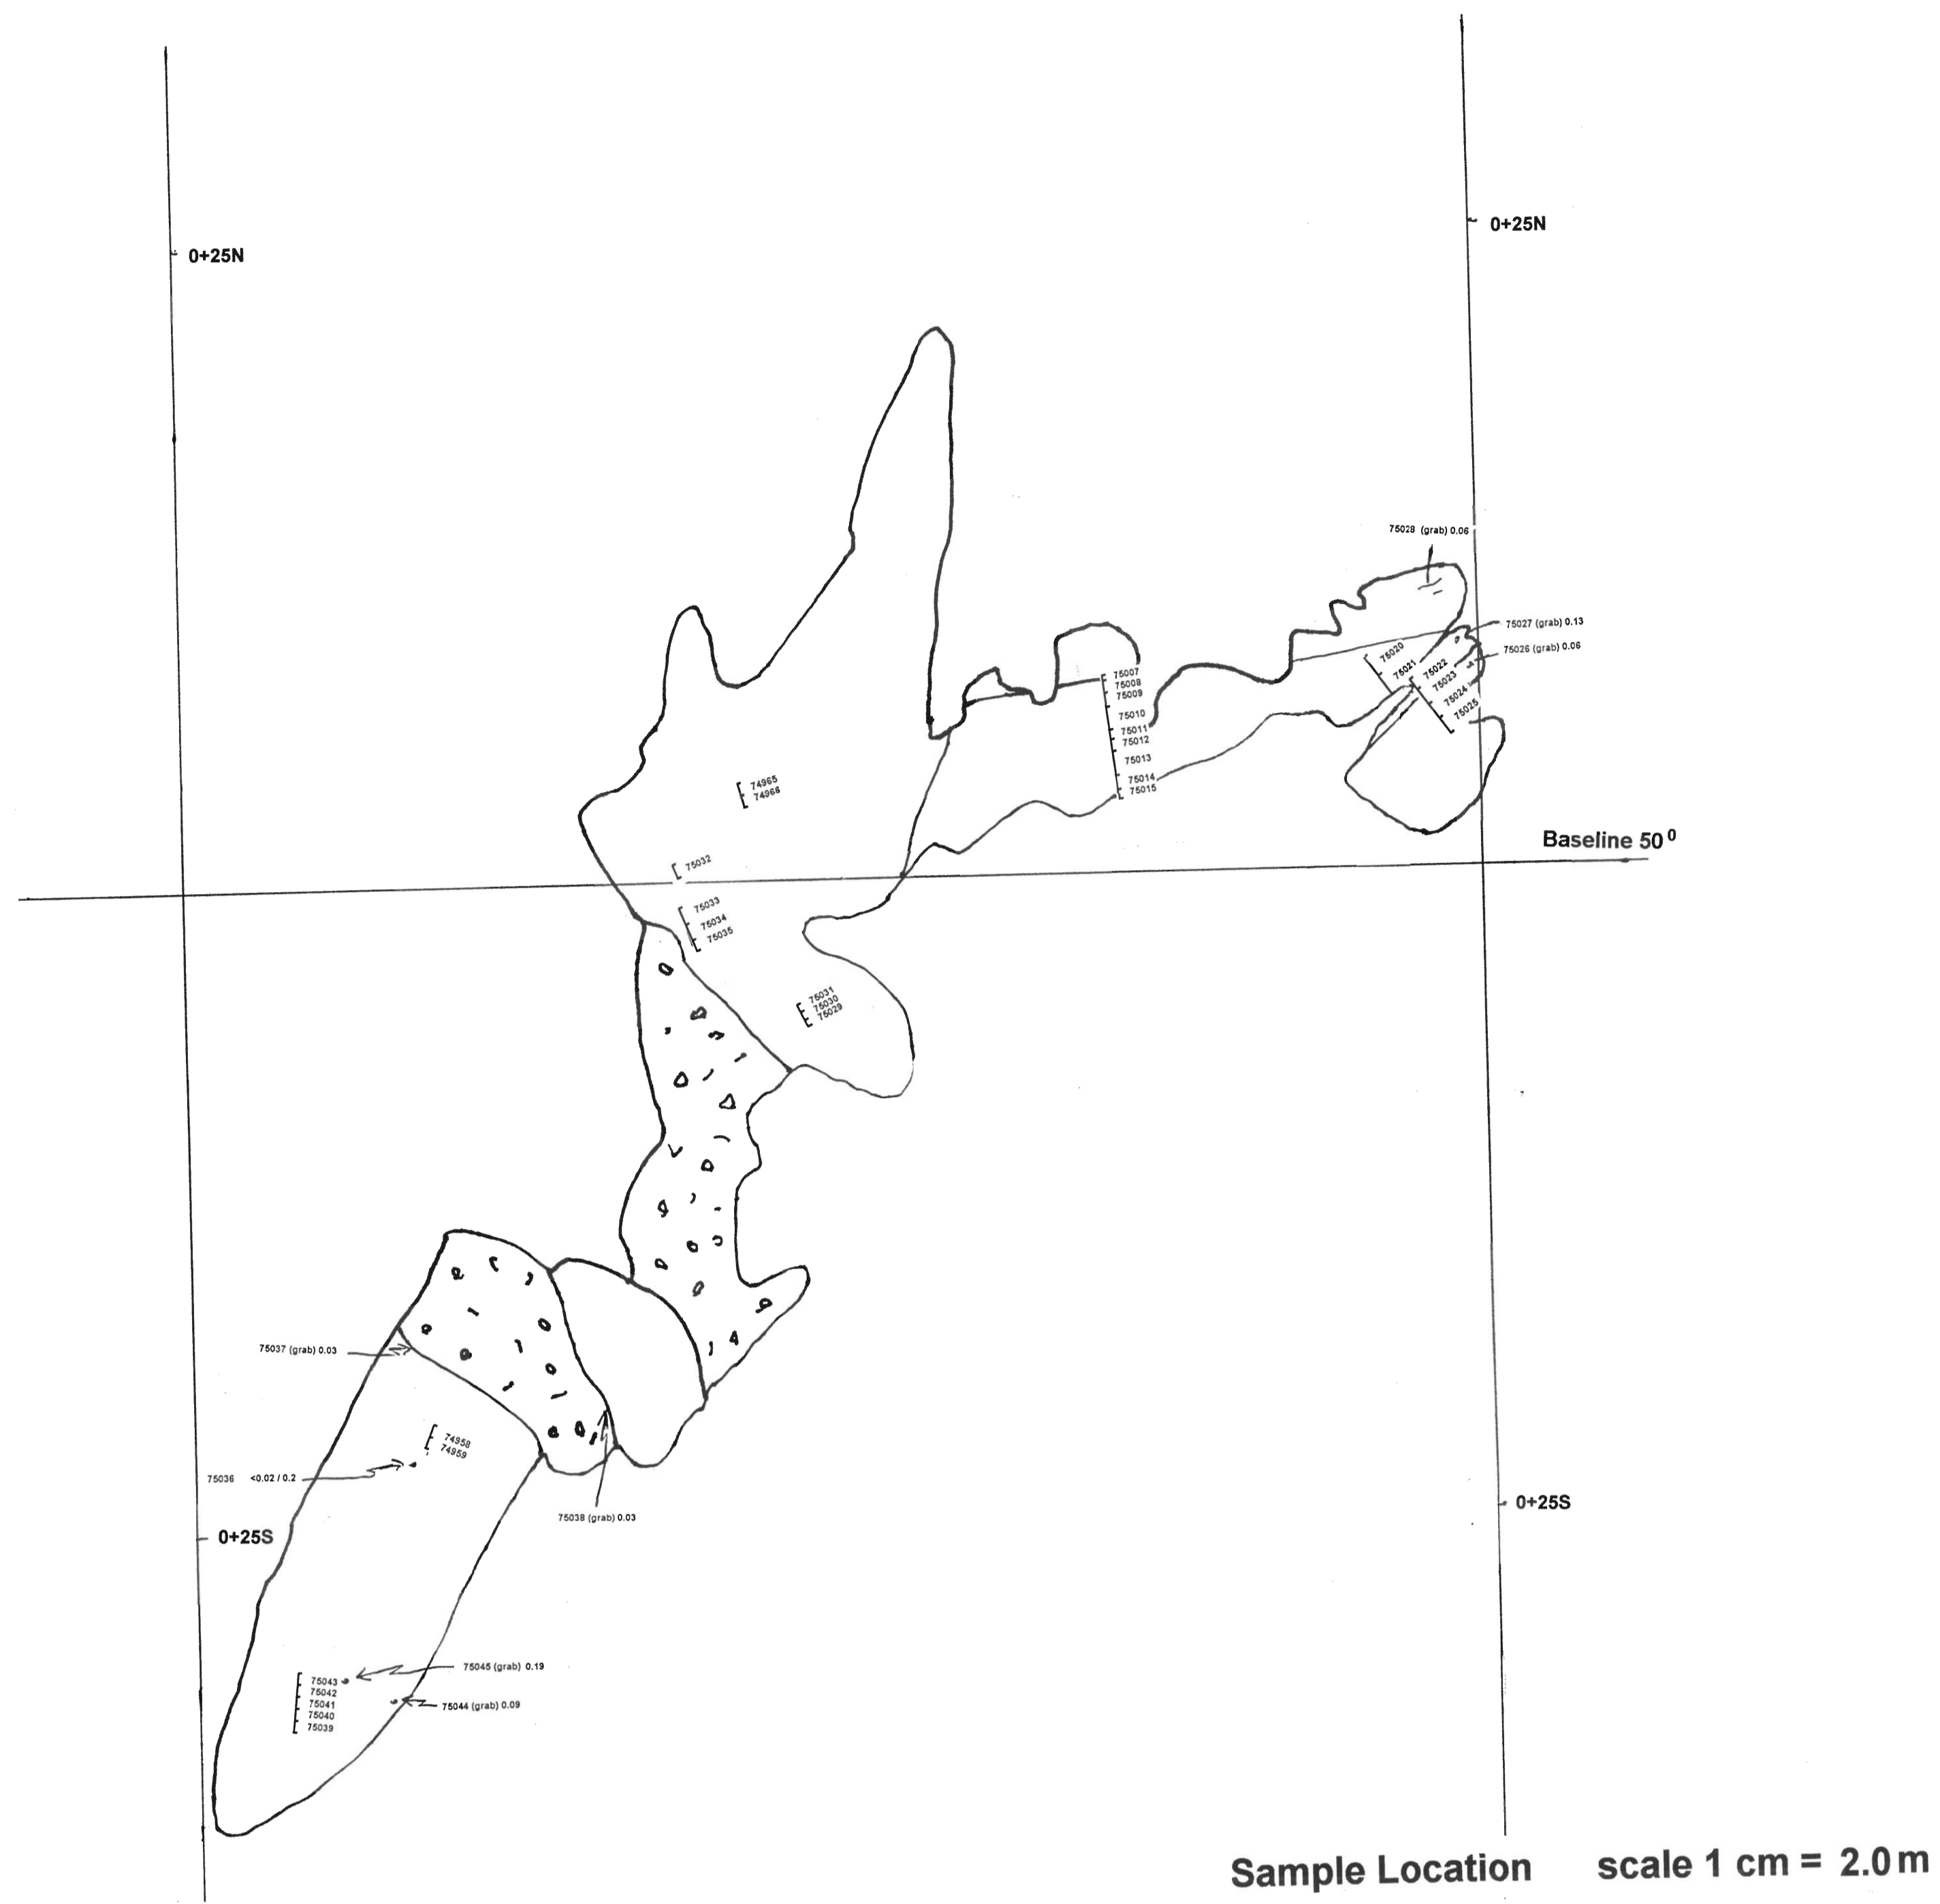 0+25N
0+25N
75028 (grab) 0.06
75027 (grab) 0.13
75026 (grab) 0.06
75020
75021
75022
75023
75024
75025
75007
75008
75009
75010
75011
75012
75013
75014
75015
74965
74966
Baseline 50⁰
75032
75033
75034
75035
75031
75030
75029
75037 (grab) 0.03
74958
74959
75036 <0.02 / 0.2
75038 (grab) 0.03
0+25S
0+25S
75045 (grab) 0.19
75044 (grab) 0.09
75043
75042
75041
75040
75039
Sample Location scale 1 cm = 2.0 m